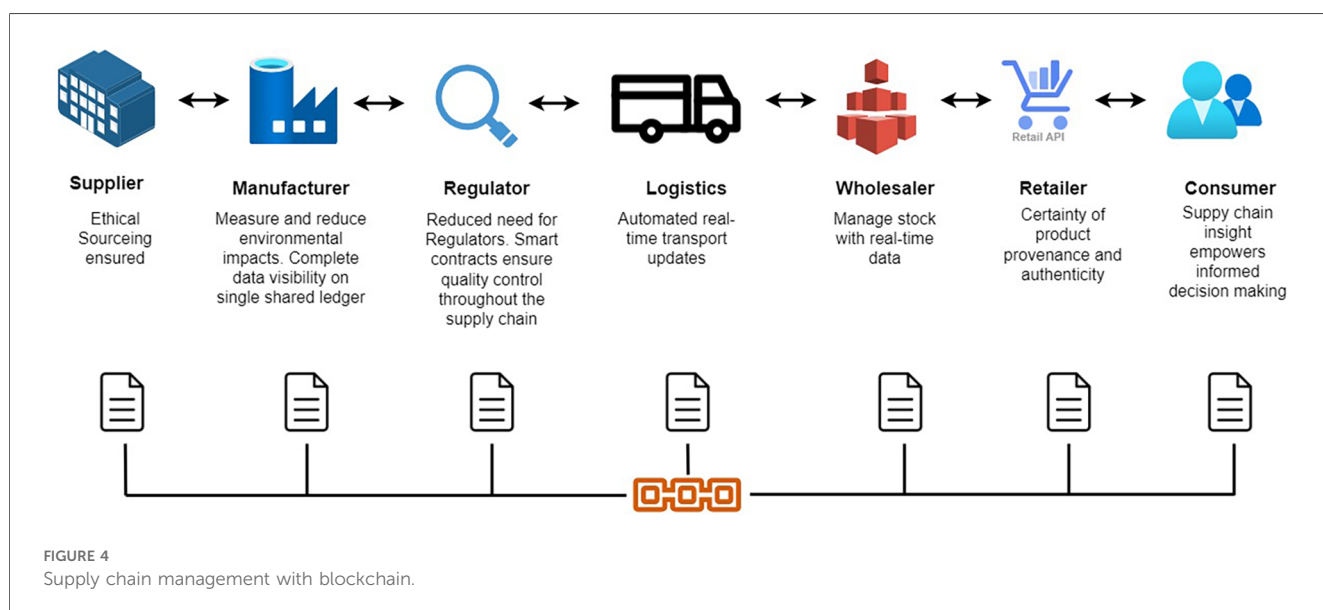 Retail API
Supplier
Ethical
Sourceing
ensured
Manufacturer
Measure and reduce
environmental
impacts. Complete
data visibility on
single shared ledger
Regulator
Reduced need for
Regulators. Smart
contracts ensure
quality control
throughout the
supply chain
Logistics
Automated real-
time transport
updates
Wholesaler
Manage stock
with real-time
data
Retailer
Certainty of
product
provenance and
authenticity
Consumer
Suppy chain
insight
empowers
informed
decision making
FIGURE 4
Supply chain management with blockchain.